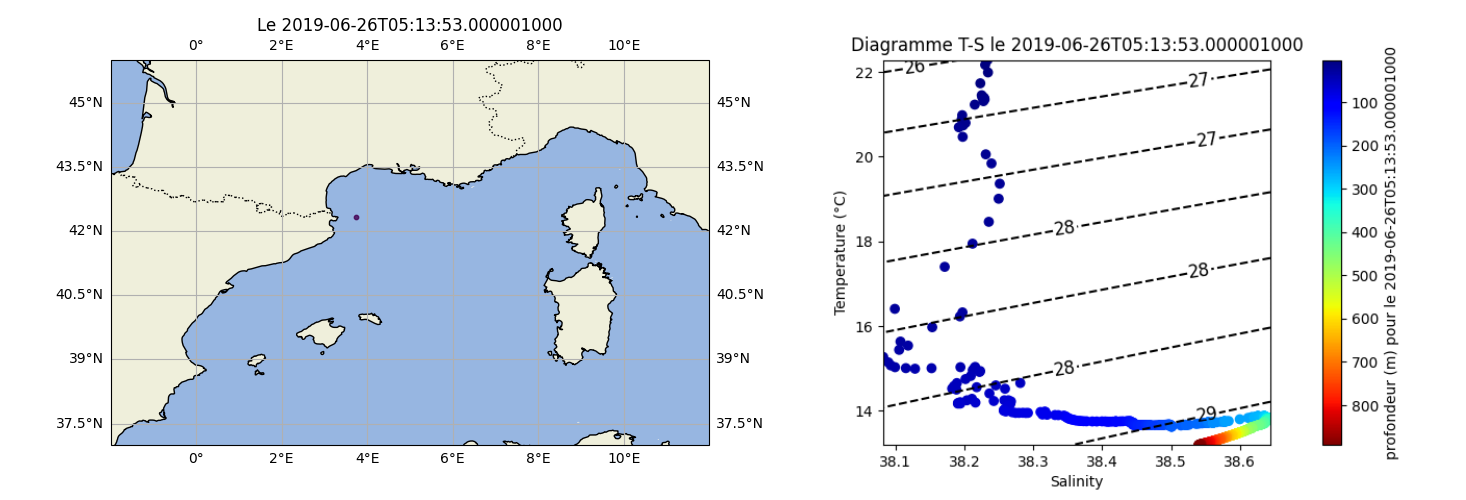 Le 2019-06-26T05:13:53.000001000
0° 2°E 4°E 6°E 8°E 10°E
45°N 45°N
43.5°N 43.5°N
42°N 42°N
40.5°N 40.5°N
39°N 39°N
37.5°N 37.5°N
0° 2°E 4°E 6°E 8°E 10°E
Diagramme T-S le 2019-06-26T05:13:53.000001000
Temperature (°C)
22
20
18
16
14
26
27
27
28
28
28
29
38.1 38.2 38.3 38.4 38.5 38.6
Salinity
100
200
300
400
500
600
700
800
profondeur (m) pour le 2019-06-26T05:13:53.000001000